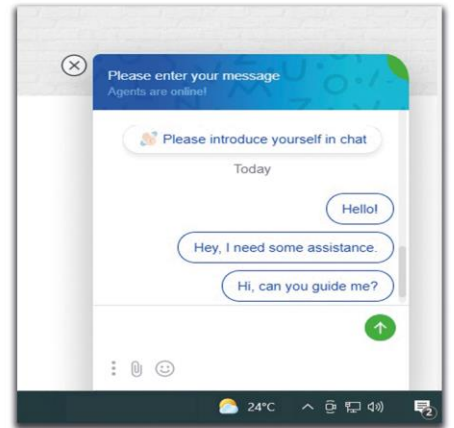 Please enter your message
Agents are online!
Please introduce yourself in chat
Today
Hello!
Hey, I need some assistance.
Hi, can you guide me?
24°C
2